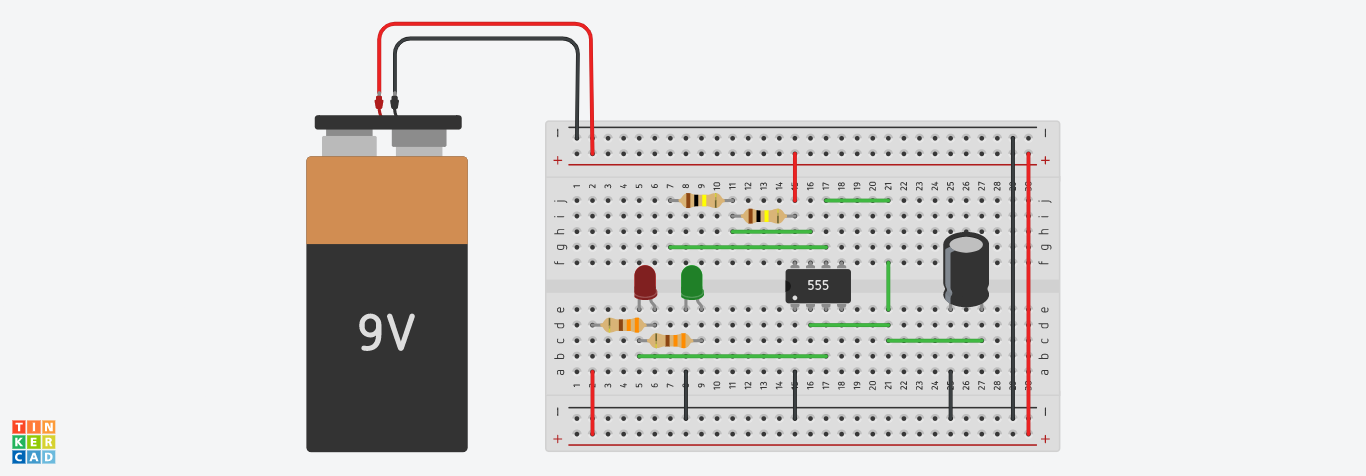 9V
- -
+ +
1 2 3 4 5 6 7 8 9 10 11 12 13 14 15 16 17 18 19 20 21 22 23 24 25 26 27 28 29 30
j j
i i
h h
g g
f f
555
e e
d d
c c
b b
a a
1 2 3 4 5 6 7 8 9 10 11 12 13 14 15 16 17 18 19 20 21 22 23 24 25 26 27 28 29 30
- -
+ +
TIN
KER
CAD